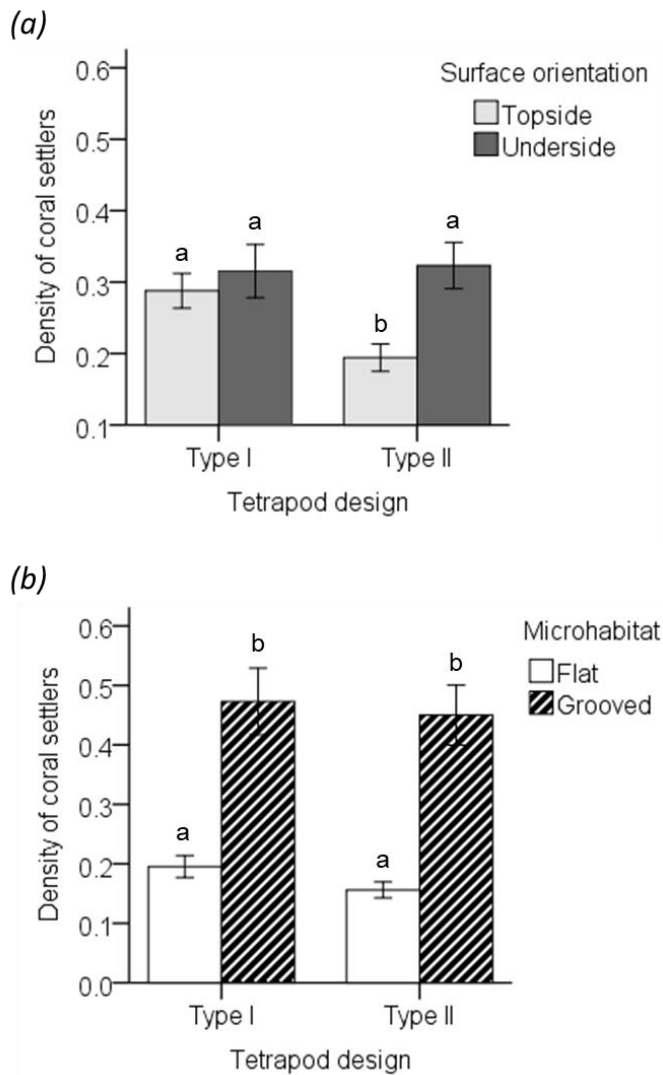 (a)
Surface orientation
Topside
Underside
Density of coral settlers
0.6
0.5
0.4
0.3
0.2
0.1
a
a
b
a
Type I
Type II
Tetrapod design
(b)
Microhabitat
Flat
Grooved
Density of coral settlers
0.6
0.5
0.4
0.3
0.2
0.1
0.0
a
b
a
b
Type I
Type II
Tetrapod design